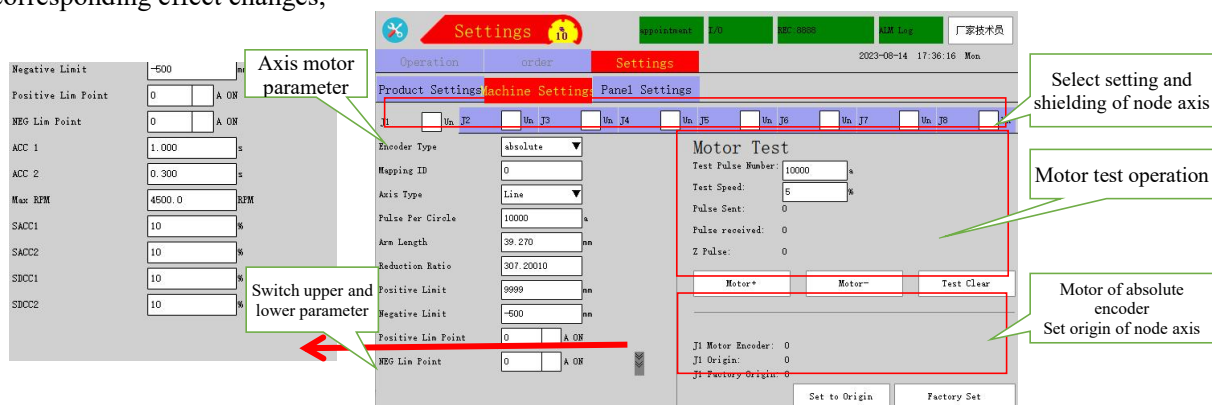 corresponding effect changes,
Negative Limit -500
Positive Lim Point 0 A ON
NEG Lim Point 0 A ON
ACC 1 1.000 s
ACC 2 0.300 s
Max RPM 4500.0 RPM
SACC1 10 %
SACC2 10 %
SDCC1 10 %
SDCC2 10 %
Axis motor
parameter
Switch upper and
lower parameter
Settings 10 appointment I/O REC:8888 ALM Log 厂家技术员
Operation order Settings 2023-08-14 17:36:16 Mon
Product Settings Machine Settings Panel Settings
J1 Un J2 Un J3 Un J4 Un J5 Un J6 Un J7 Un J8
Encoder Type absolute
Mapping ID 0
Axis Type Line
Pulse Per Circle 10000 a
Arm Length 39.270 mm
Reduction Ratio 307.20010
Positive Limit 9999 mm
Negative Limit -500 mm
Positive Lim Point 0 A ON
NEG Lim Point 0 A ON
Motor Test
Test Pulse Number: 10000 a
Test Speed: 5 %
Pulse Sent: 0
Pulse received: 0
Z Pulse: 0
Motor+ Motor- Test Clear
J1 Motor Encoder: 0
J1 Origin: 0
J1 Factory Origin: 0
Set to Origin Factory Set
Select setting and
shielding of node axis
Motor test operation
Motor of absolute
encoder
Set origin of node axis